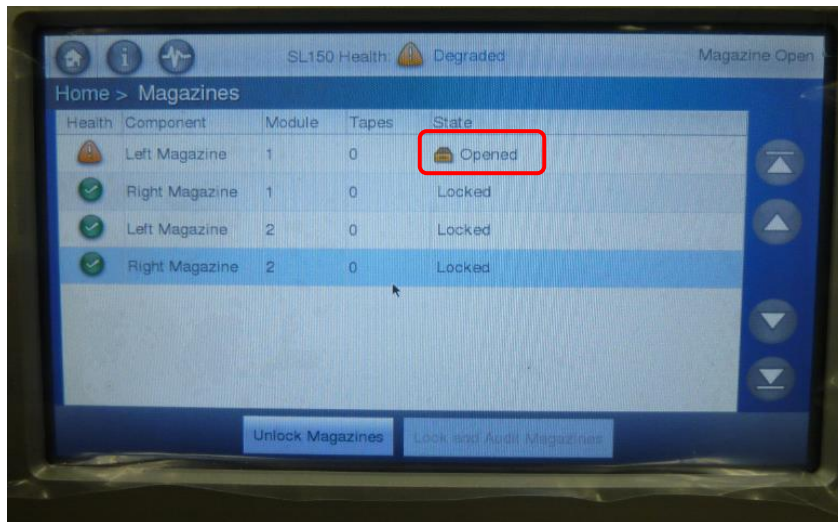 SL150 Health: Degraded Magazine Open
Home > Magazines
Health Component Module Tapes State
Left Magazine 1 0 Opened
Right Magazine 1 0 Locked
Left Magazine 2 0 Locked
Right Magazine 2 0 Locked
Unlock Magazines Lock and Audit Magazines